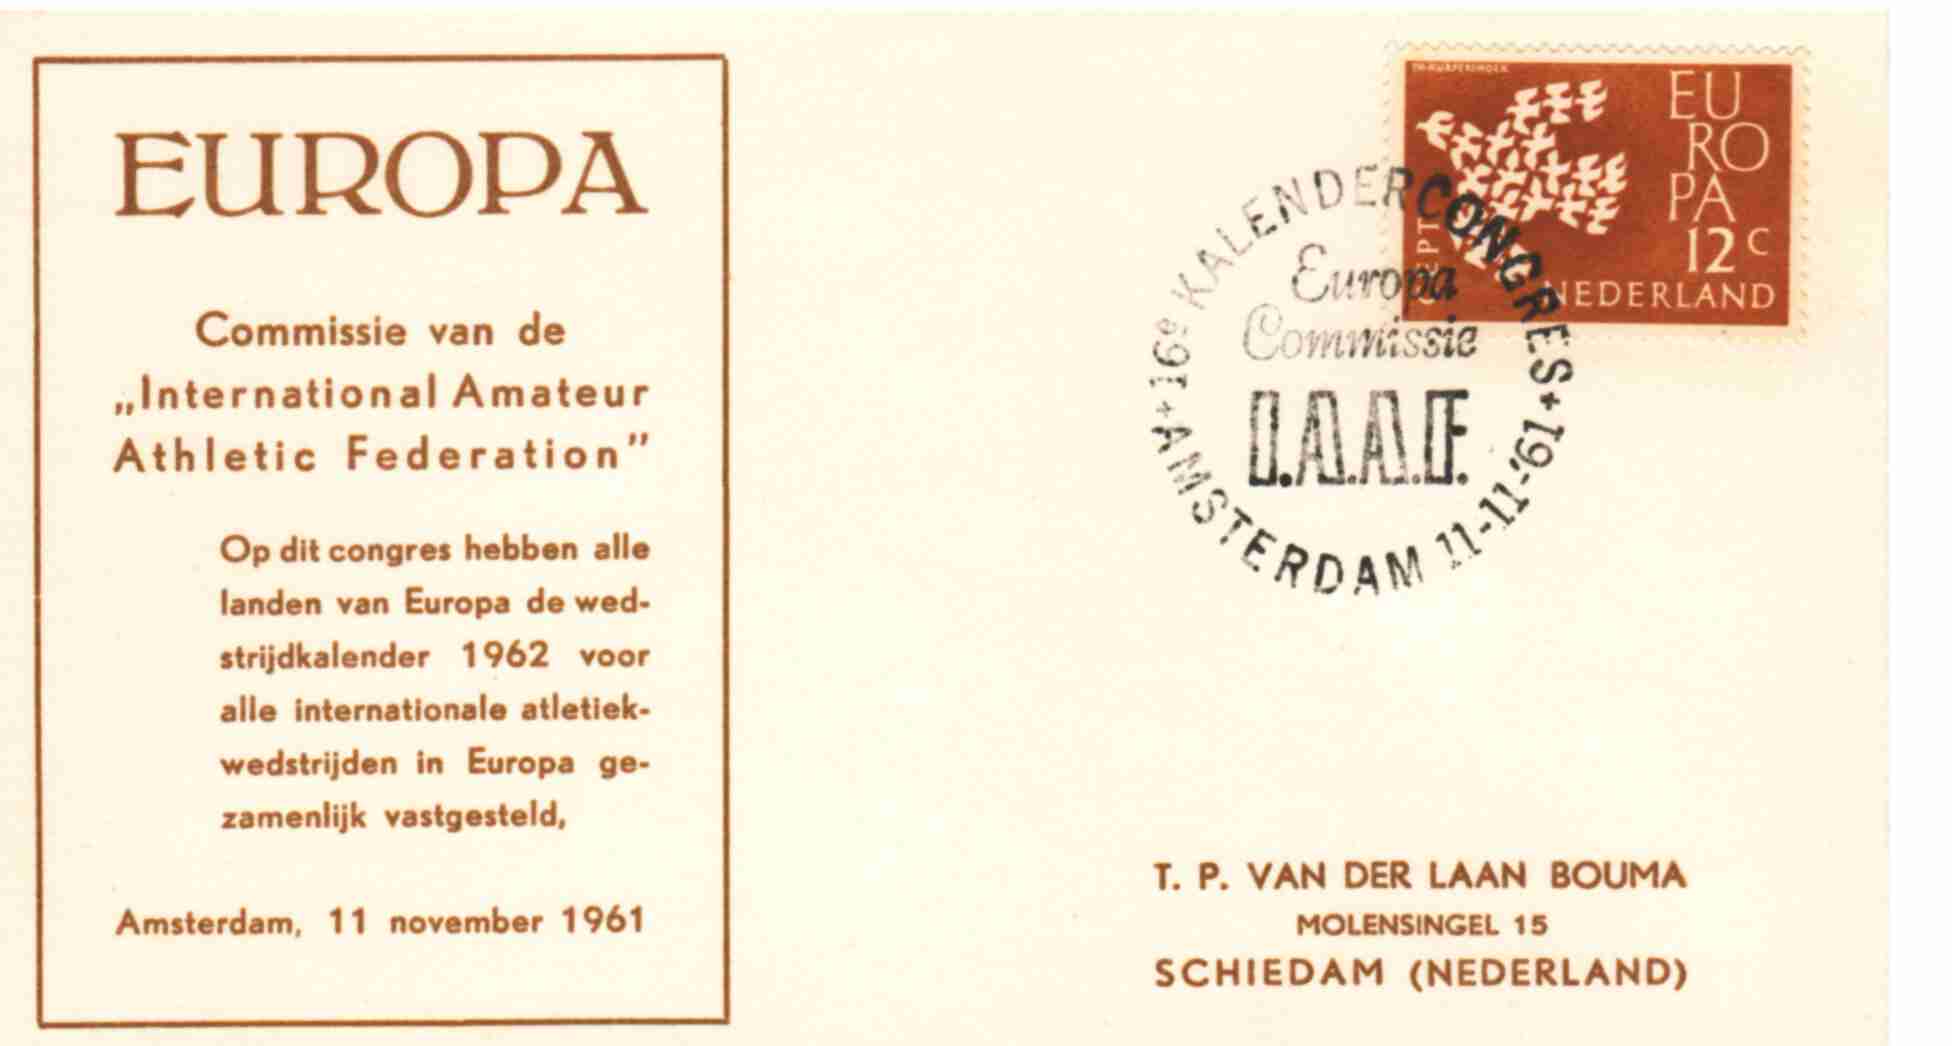 EUROPA
Commissie van de
„International Amateur
Athletic Federation”
Op dit congres hebben alle
landen van Europa de wed-
strijdkalender 1962 voor
alle internationale atletiek-
wedstrijden in Europa ge-
zamenlijk vastgesteld,
Amsterdam, 11 november 1961
EU
RO
PA
12 c
NEDERLAND
CEPT
+ 16e KALENDERCONGRES +
Europa
Commissie
I.A.A.F.
AMSTERDAM 11-11-'61
T. P. VAN DER LAAN BOUMA
MOLENSINGEL 15
SCHIEDAM (NEDERLAND)